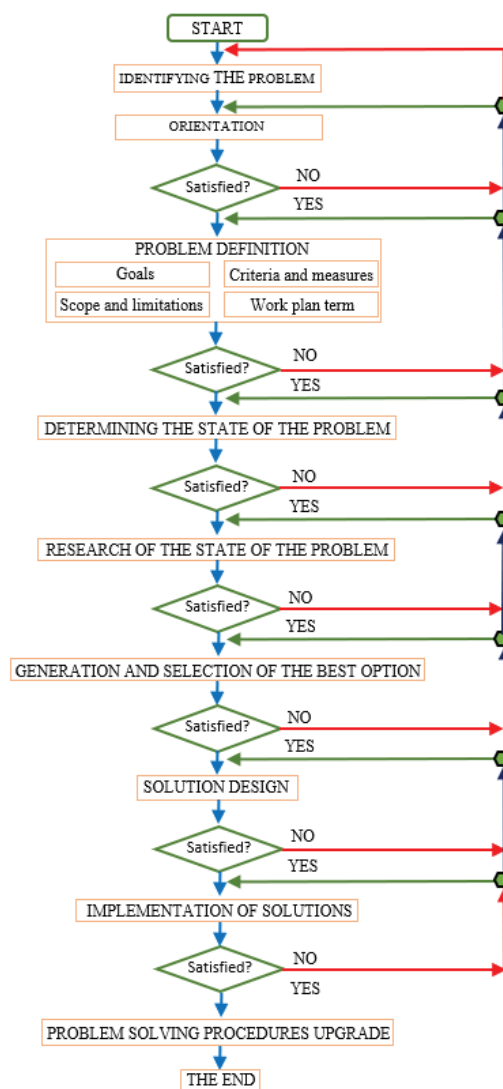 START
IDENTIFYING THE PROBLEM
ORIENTATION
Satisfied?
NO
YES
PROBLEM DEFINITION
Goals
Criteria and measures
Scope and limitations
Work plan term
Satisfied?
NO
YES
DETERMINING THE STATE OF THE PROBLEM
Satisfied?
NO
YES
RESEARCH OF THE STATE OF THE PROBLEM
Satisfied?
NO
YES
GENERATION AND SELECTION OF THE BEST OPTION
Satisfied?
NO
YES
SOLUTION DESIGN
Satisfied?
NO
YES
IMPLEMENTATION OF SOLUTIONS
Satisfied?
NO
YES
PROBLEM SOLVING PROCEDURES UPGRADE
THE END